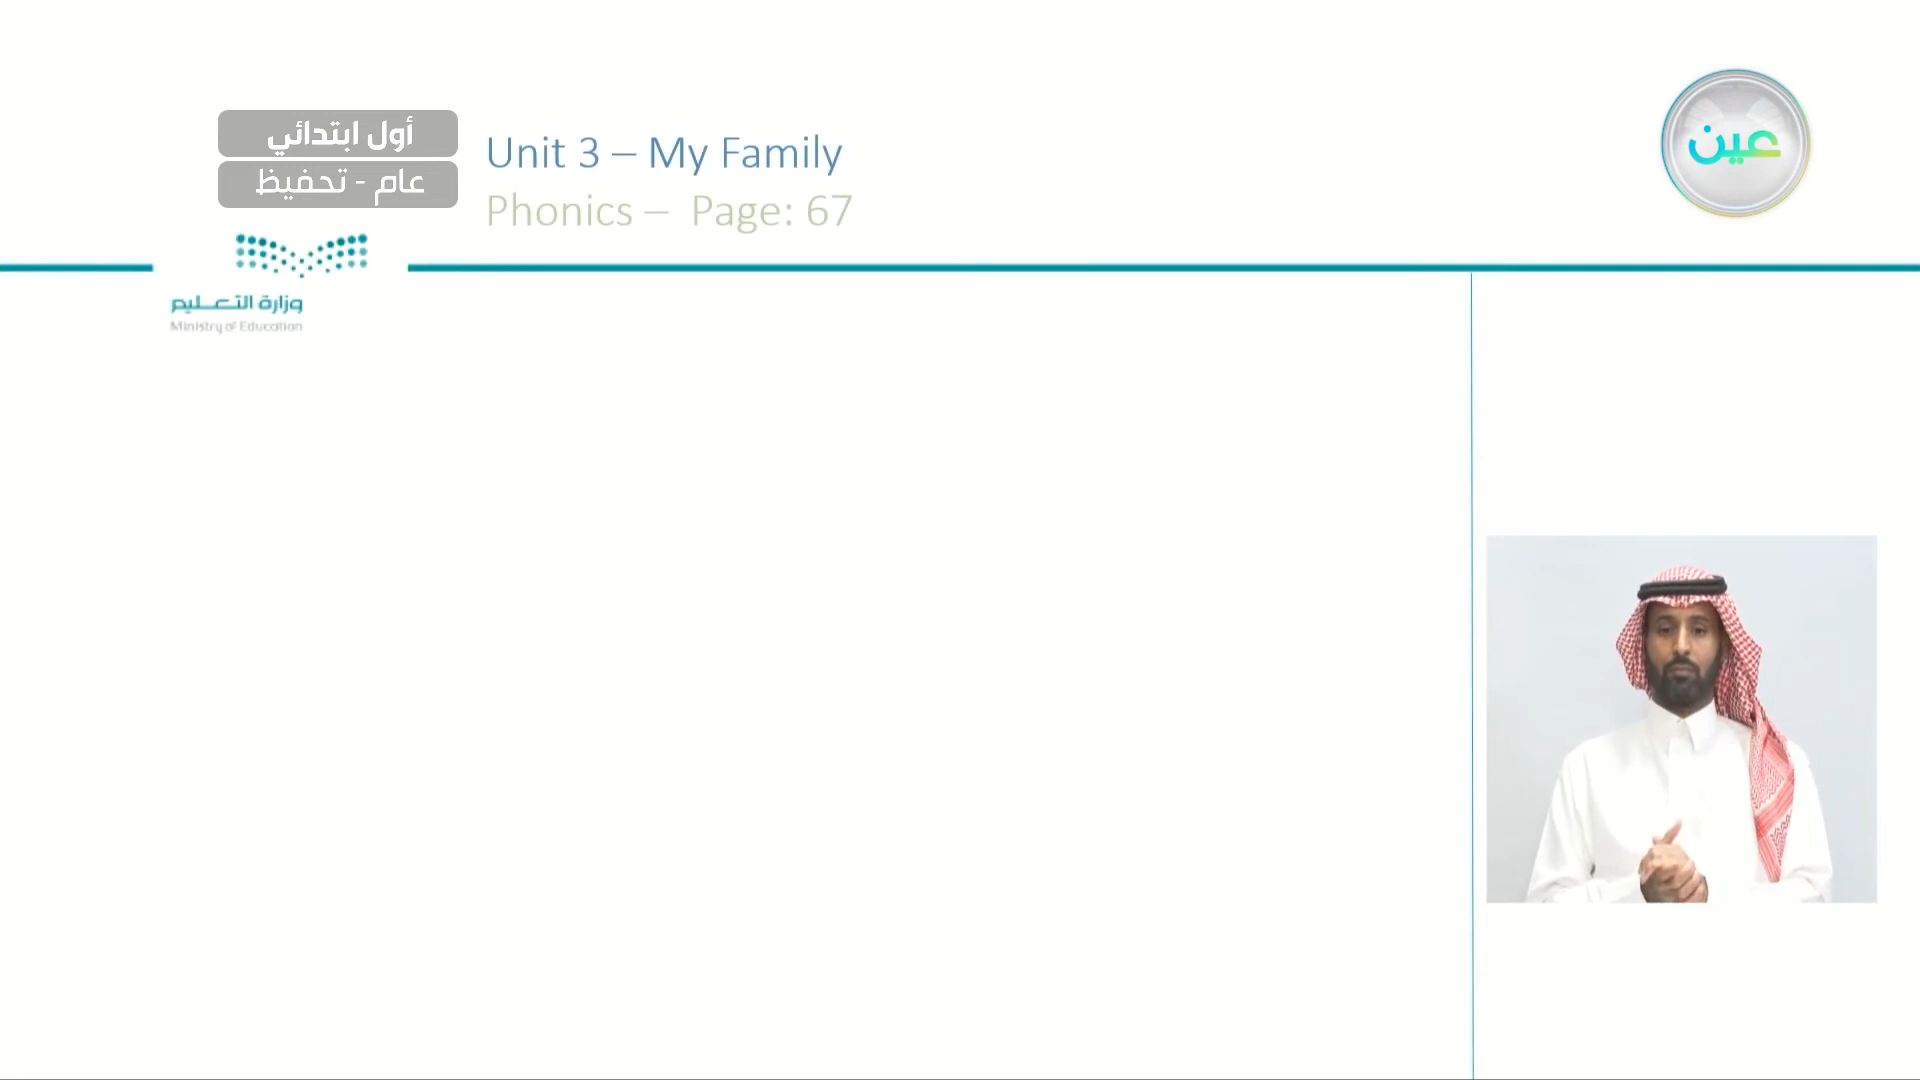 أول ابتدائي
عام - تحفيظ
Unit 3 – My Family
Phonics – Page: 67
عين
وزارة التعليم
Ministry of Education